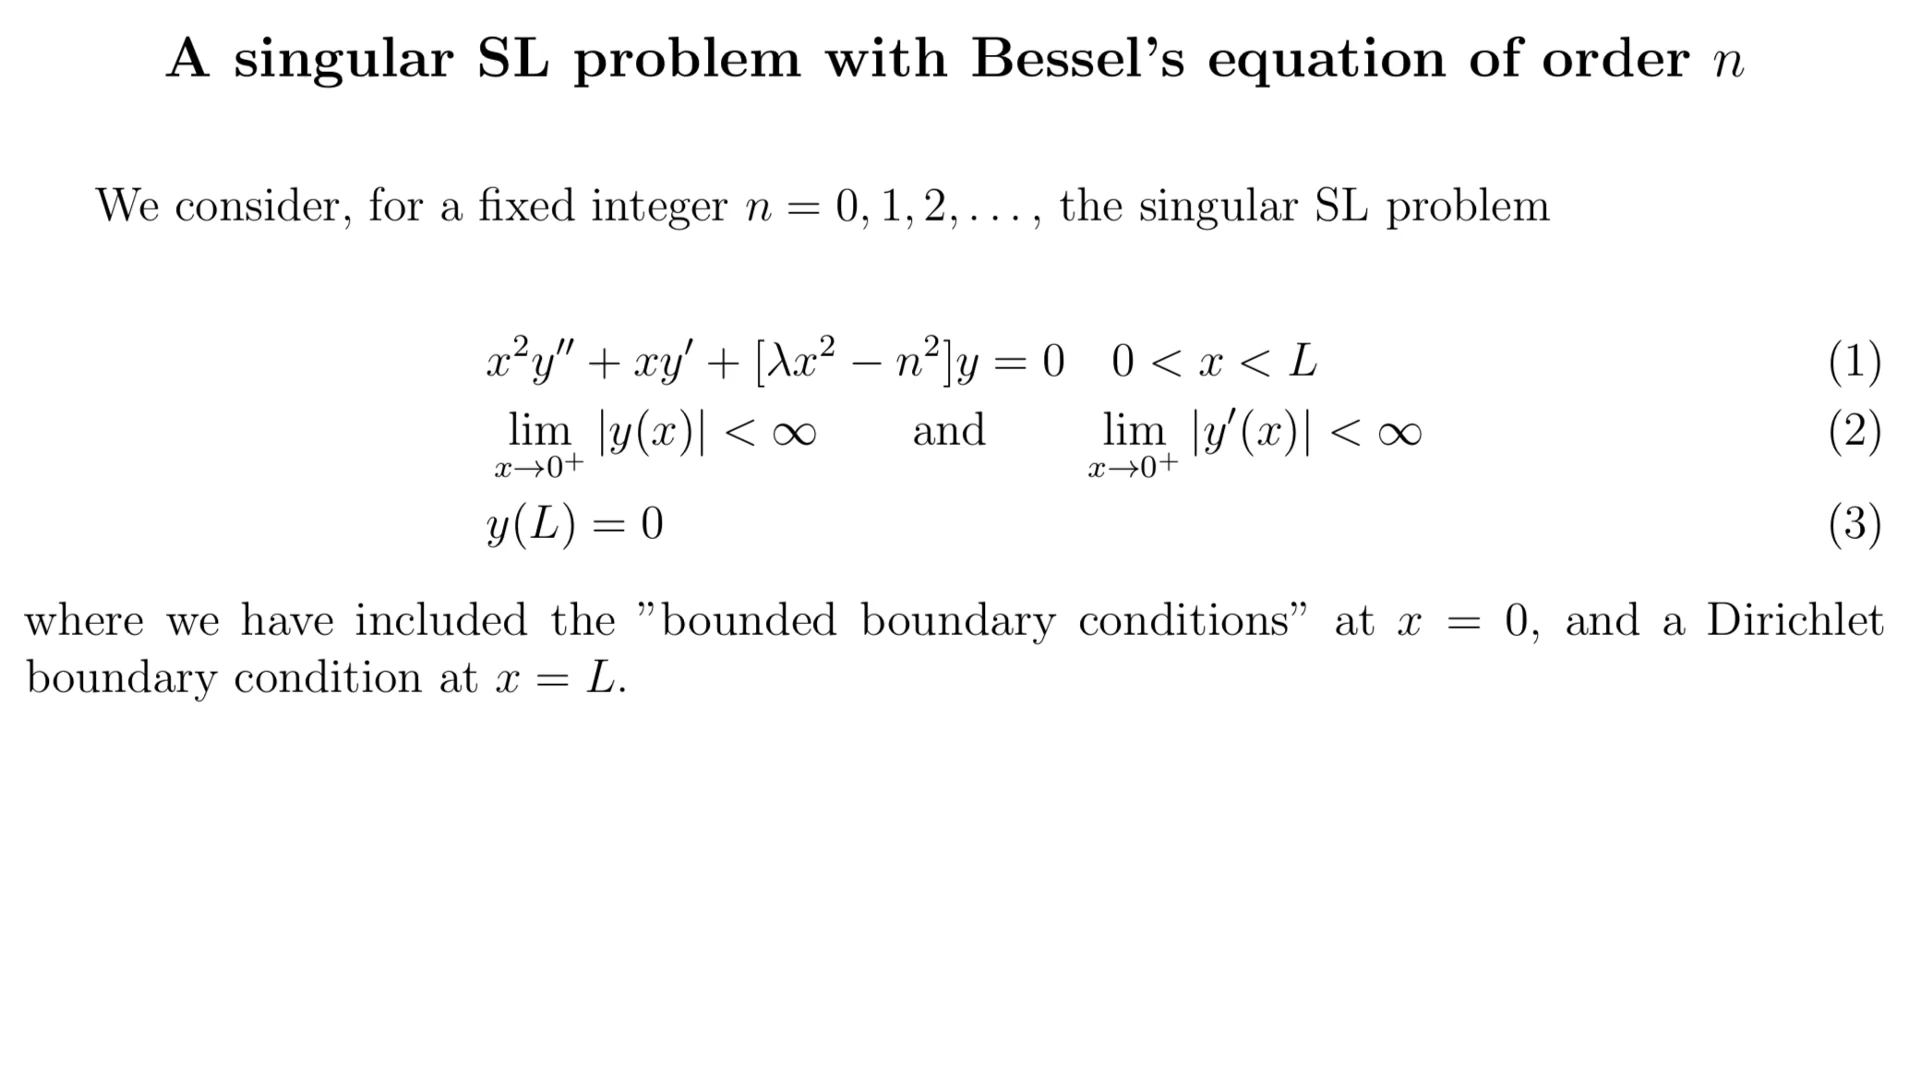 A singular SL problem with Bessel's equation of order n
We consider, for a fixed integer n = 0, 1, 2, . . . , the singular SL problem
x²y″ + xy′ + [λx² − n²]y = 0 0 < x < L (1)
lim_{x→0⁺} |y(x)| < ∞ and lim_{x→0⁺} |y′(x)| < ∞ (2)
y(L) = 0 (3)
where we have included the ”bounded boundary conditions” at x = 0, and a Dirichlet
boundary condition at x = L.